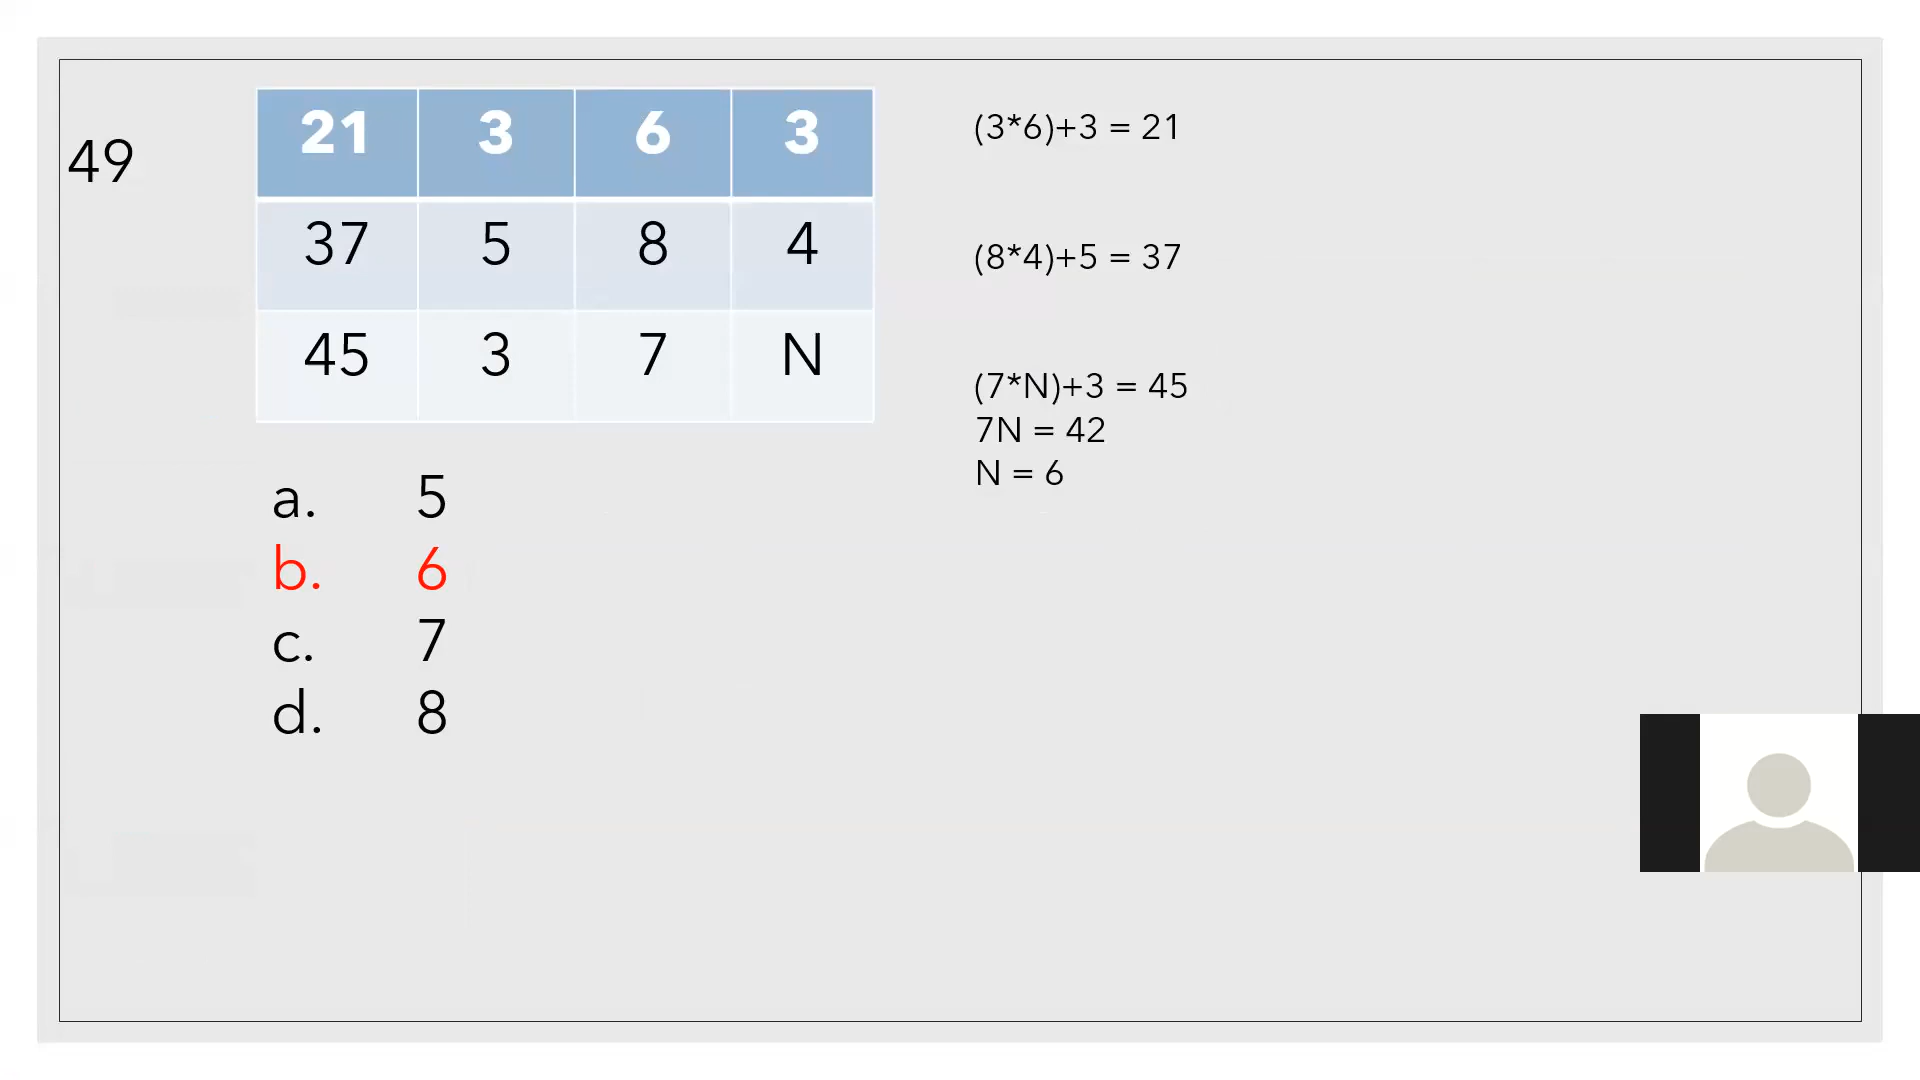 49
21 3 6 3
37 5 8 4
45 3 7 N
(3*6)+3 = 21
(8*4)+5 = 37
(7*N)+3 = 45
7N = 42
N = 6
a. 5
b. 6
c. 7
d. 8